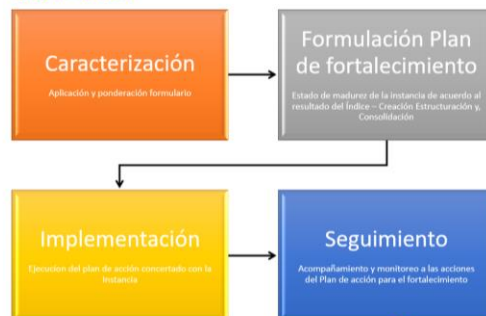 Caracterización
Aplicación y ponderación formulario
Formulación Plan
de fortalecimiento
Estado de madurez de la instancia de acuerdo al
resultado del Índice – Creación Estructuración y,
Consolidación
Implementación
Ejecucion del plan de acción concertado con la
Instancia
Seguimiento
Acompañamiento y monitoreo a las acciones
del Plan de acción para el fortalecimiento